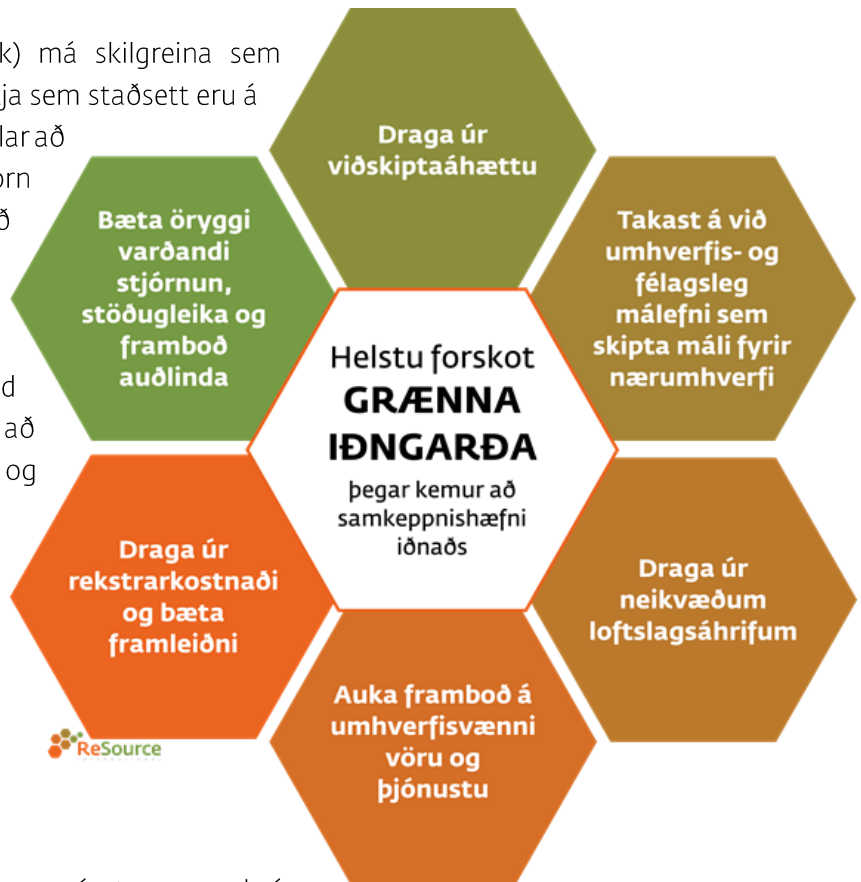 k) má skilgreina sem
ja sem staðsett eru á
lar að
órn
ð
d
að
og
Draga úr
viðskiptaáhættu
Bæta öryggi
varðandi
stjórnun,
stöðugleika og
framboð
auðlinda
Takast á við
umhverfis- og
félagsleg
málefni sem
skipta máli fyrir
nærumhverfi
Helstu forskot
GRÆNNA
IÐNGARÐA
þegar kemur að
samkeppnishæfni
iðnaðs
Draga úr
rekstrarkostnaði
og bæta
framleiðni
Draga úr
neikvæðum
loftslagsáhrifum
Auka framboð á
umhverfisvænni
vöru og
þjónustu
ReSource
INTERNATIONAL